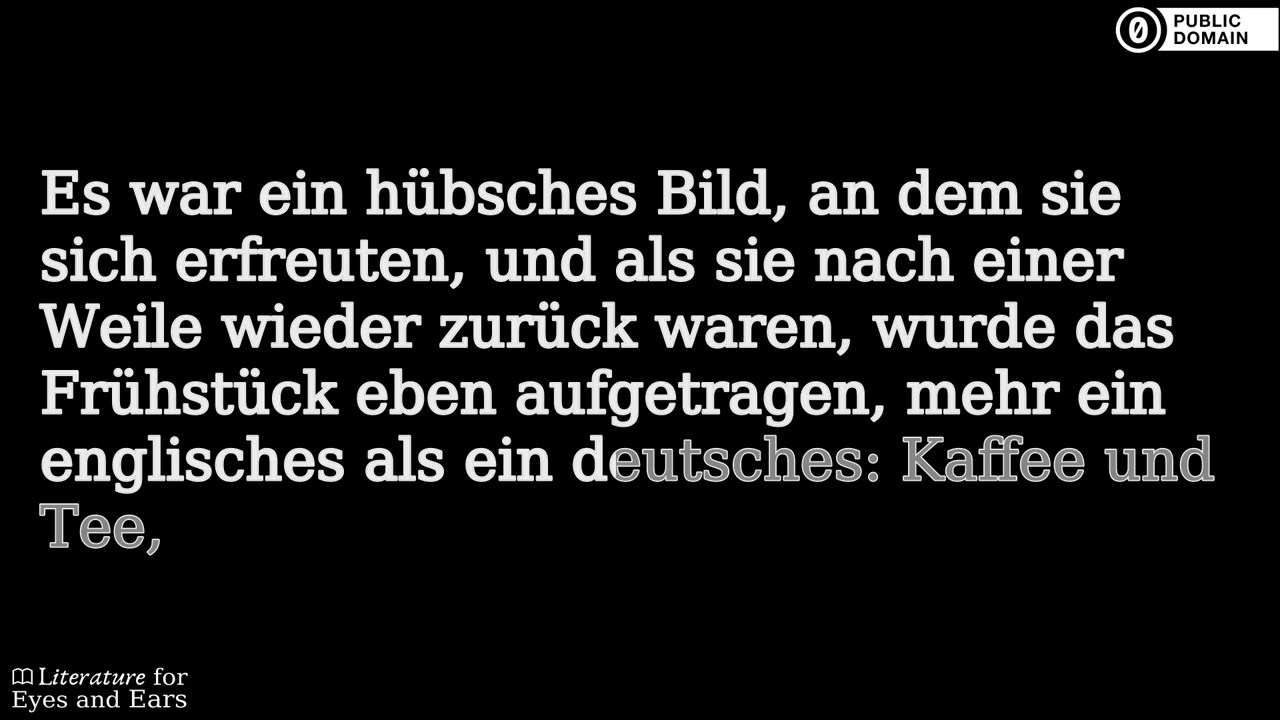 PUBLIC
DOMAIN
Es war ein hübsches Bild, an dem sie
sich erfreuten, und als sie nach einer
Weile wieder zurück waren, wurde das
Frühstück eben aufgetragen, mehr ein
englisches als ein deutsches: Kaffee und
Tee,
Literature for
Eyes and Ears